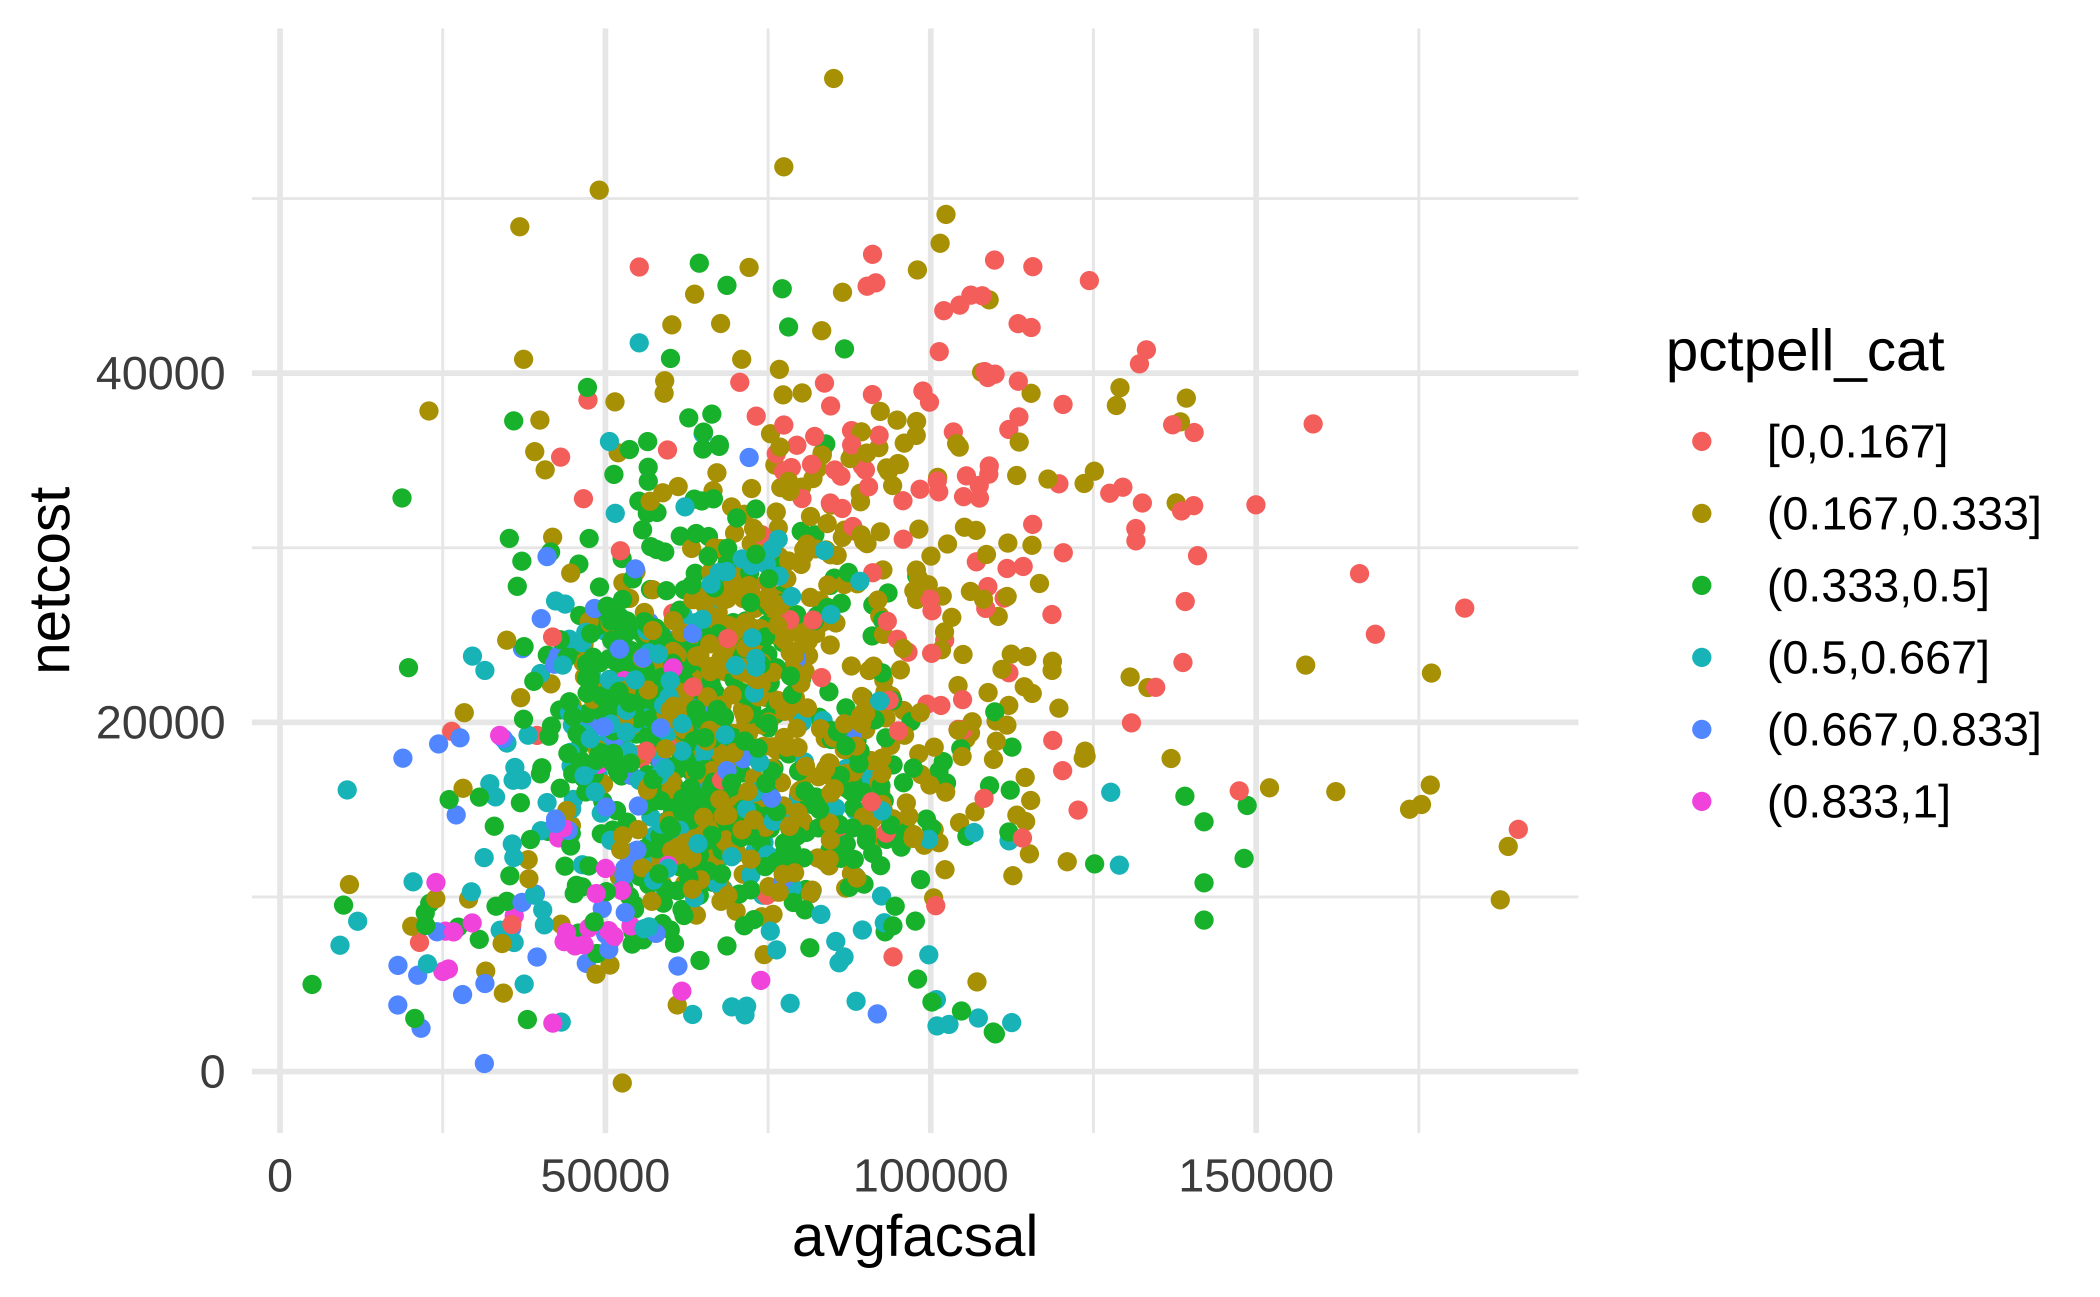 netcost
40000
20000
0
0 50000 100000 150000
avgfacsal
pctpell_cat
[0,0.167]
(0.167,0.333]
(0.333,0.5]
(0.5,0.667]
(0.667,0.833]
(0.833,1]